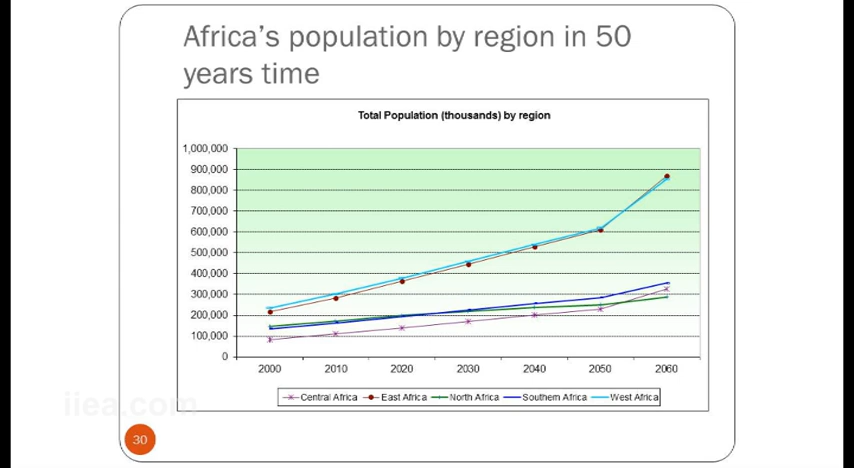 Africa's population by region in 50
years time
Total Population (thousands) by region
1,000,000
900,000
800,000
700,000
600,000
500,000
400,000
300,000
200,000
100,000
0
2000 2010 2020 2030 2040 2050 2060
Central Africa East Africa North Africa Southern Africa West Africa
iiea.com
30